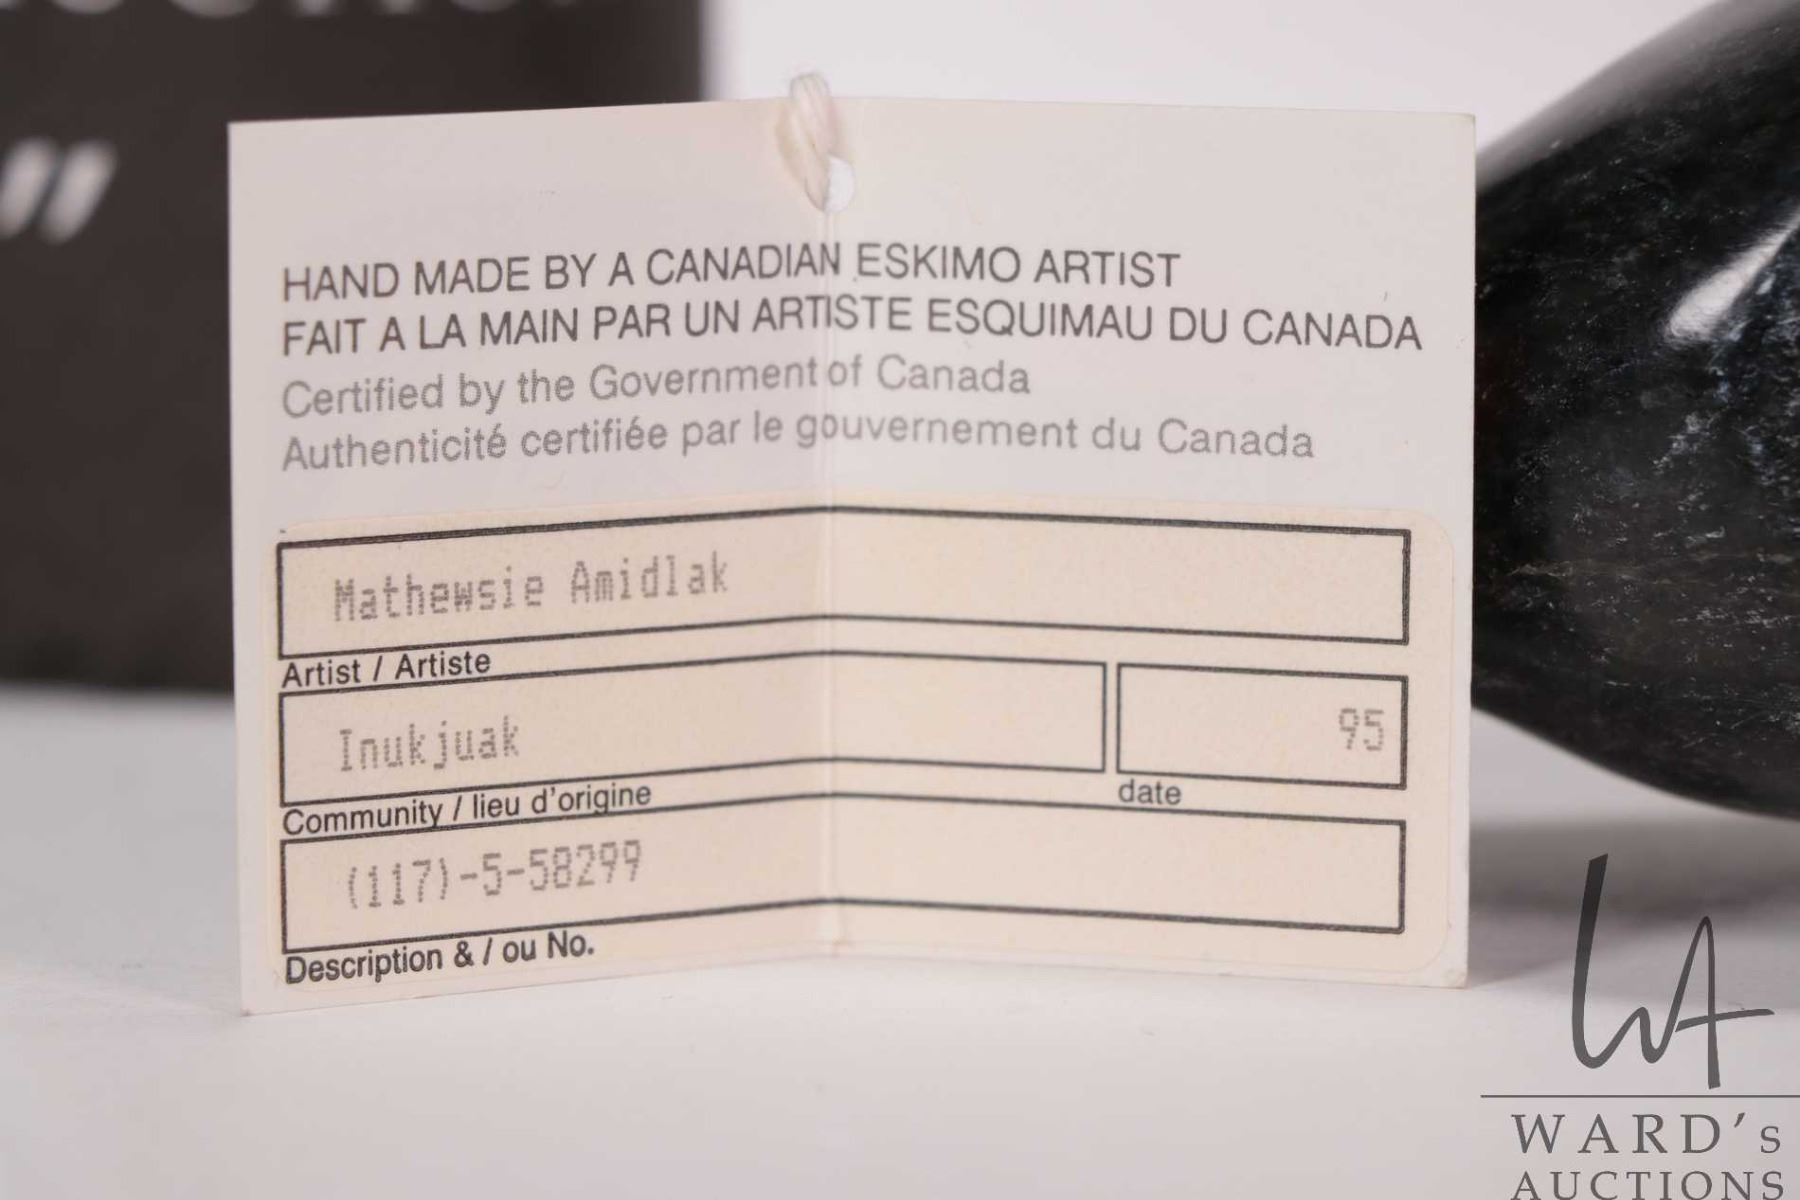 HAND MADE BY A CANADIAN ESKIMO ARTIST
FAIT A LA MAIN PAR UN ARTISTE ESQUIMAU DU CANADA
Certified by the Government of Canada
Authenticité certifiée par le gouvernement du Canada
Mathewsie Amidlak
Artist / Artiste
Inukjuak
95
Community / lieu d'origine
date
(117)-5-58299
Description & / ou No.
WA
WARD's
AUCTIONS